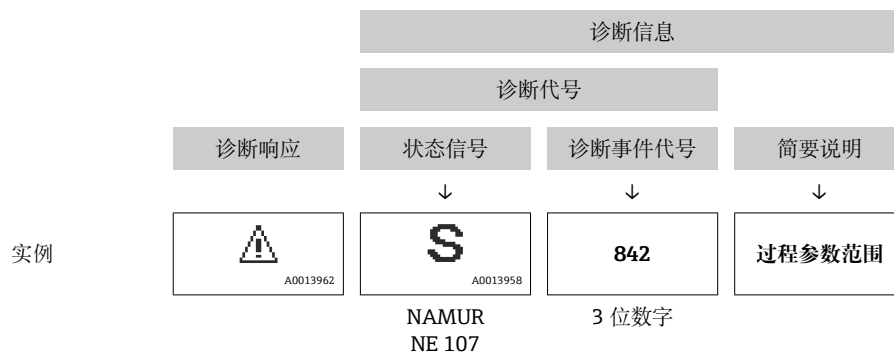 诊断信息
诊断代号
诊断响应 状态信号 诊断事件代号 简要说明
↓ ↓ ↓
实例 S 842 过程参数范围
A0013962 A0013958
NAMUR 3 位数字
NE 107